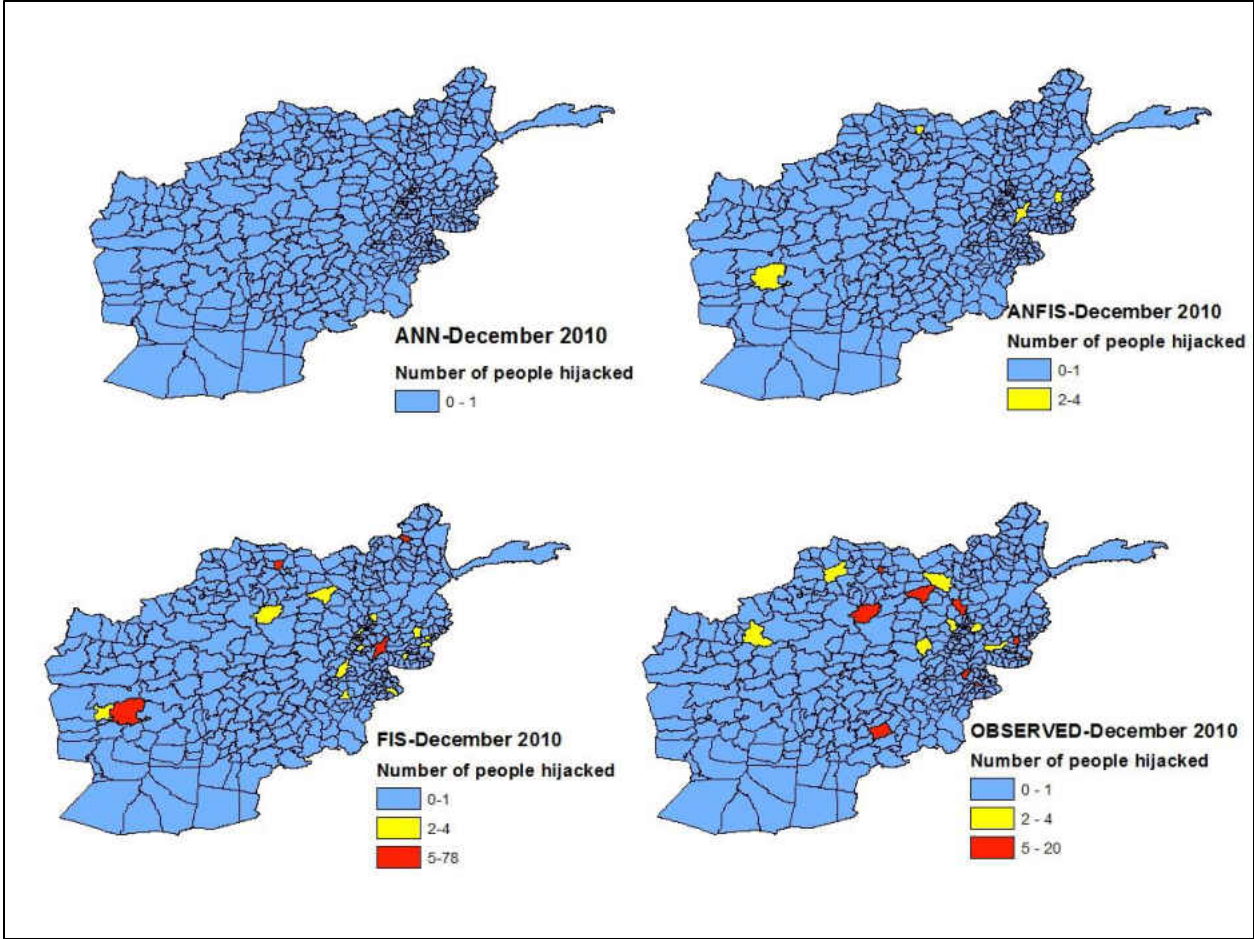 ANN-December 2010
Number of people hijacked
0 - 1
ANFIS-December 2010
Number of people hijacked
0-1
2-4
FIS-December 2010
Number of people hijacked
0-1
2-4
5-78
OBSERVED-December 2010
Number of people hijacked
0 - 1
2 - 4
5 - 20